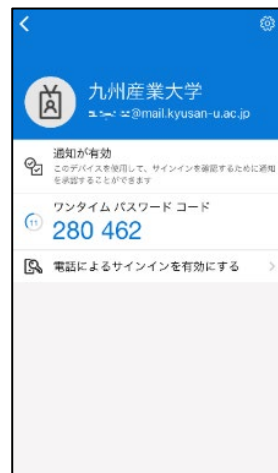 九州産業大学
@mail.kyusan-u.ac.jp
通知が有効
このデバイスを使用して、サインインを確認するために通知
を承認することができます
ワンタイム パスワード コード
11
280 462
電話によるサインインを有効にする